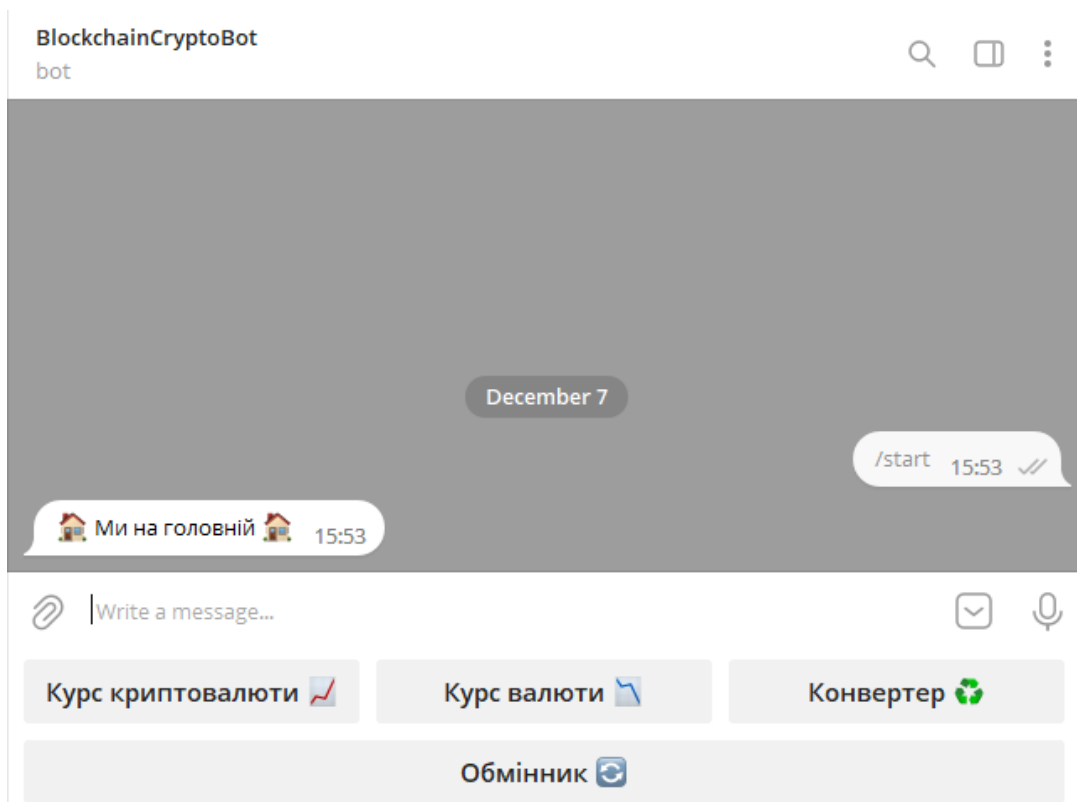 BlockchainCryptoBot
bot
December 7
/start 15:53
🏠 Ми на головній 🏠 15:53
Write a message...
Курс криптовалюти 📈 Курс валюти 📉 Конвертер ♻️
Обмінник 🔄